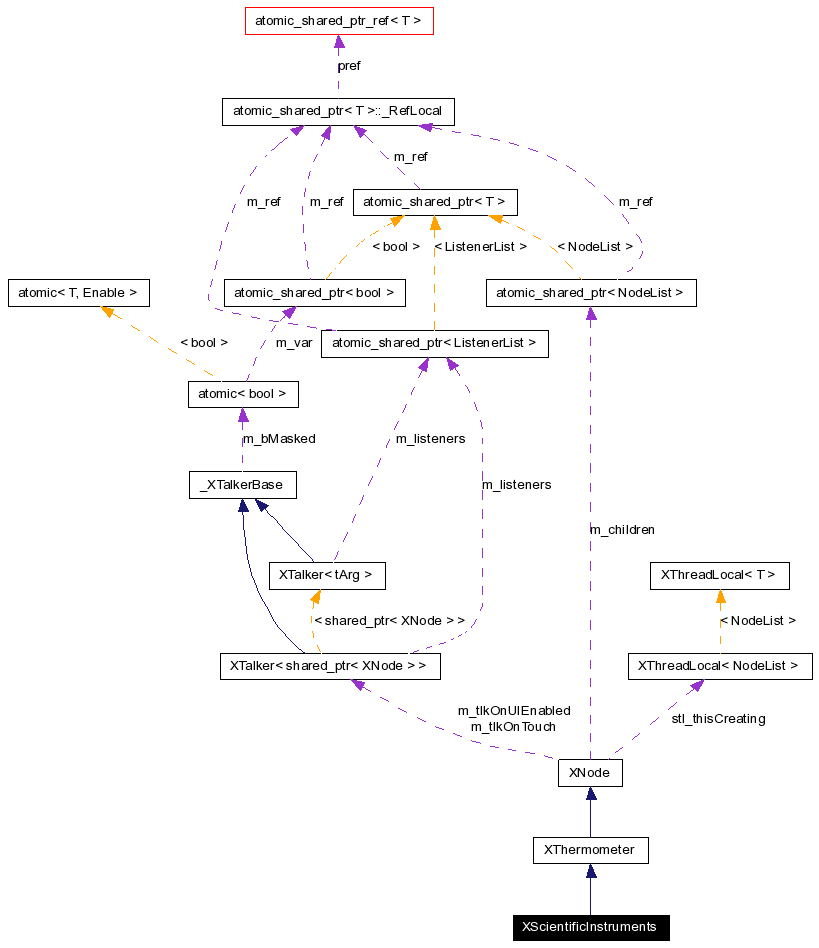 atomic_shared_ptr_ref< T >
pref
atomic_shared_ptr< T >::_RefLocal
m_ref
atomic_shared_ptr< T >
m_ref
m_ref
m_ref
< bool >
< ListenerList >
< NodeList >
atomic< T, Enable >
atomic_shared_ptr< bool >
atomic_shared_ptr< NodeList >
< bool >
m_var
atomic_shared_ptr< ListenerList >
atomic< bool >
m_bMasked
m_listeners
_XTalkerBase
m_listeners
m_children
XTalker< tArg >
XThreadLocal< T >
< shared_ptr< XNode > >
< NodeList >
XTalker< shared_ptr< XNode > >
XThreadLocal< NodeList >
m_tlkOnUIEnabled
m_tlkOnTouch
stl_thisCreating
XNode
XThermometer
XScientificInstruments